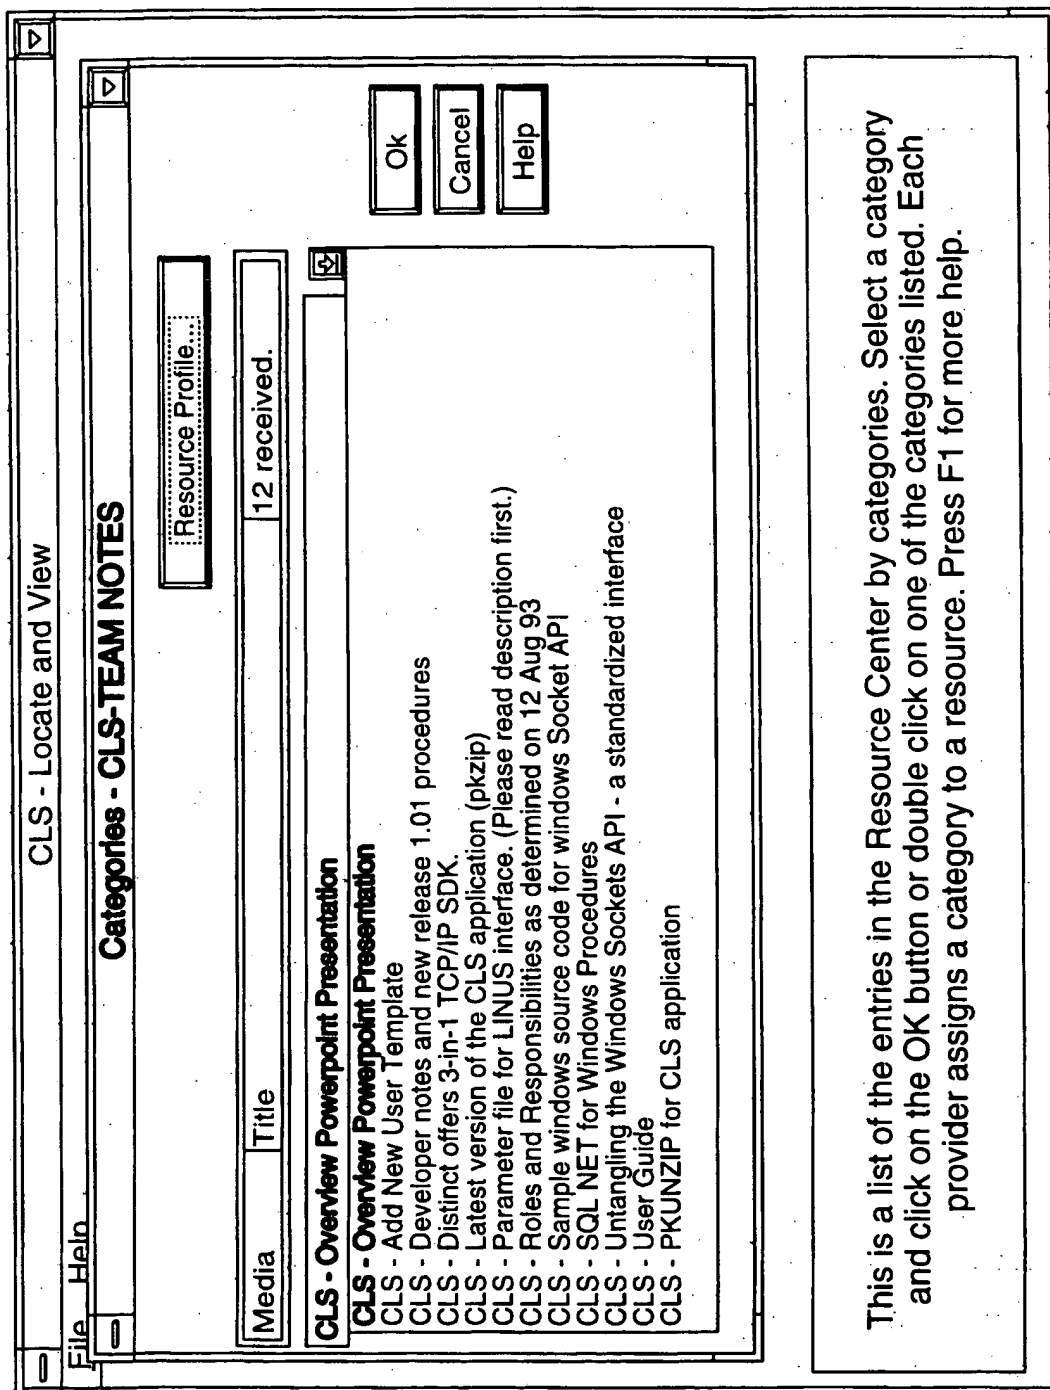 CLS - Locate and View
File Help
Categories - CLS-TEAM NOTES
Resource Profile...
Media Title 12 received.
CLS - Overview Powerpoint Presentation
CLS - Overview Powerpoint Presentation
CLS - Add New User Template
CLS - Developer notes and new release 1.01 procedures
CLS - Distinct offers 3-in-1 TCP/IP SDK.
CLS - Latest version of the CLS application (pkzip)
CLS - Parameter file for LINUS interface. (Please read description first.)
CLS - Roles and Responsibilities as determined on 12 Aug 93
CLS - Sample windows source code for windows Socket API
CLS - SQL NET for Windows Procedures
CLS - Untangling the Windows Sockets API - a standardized interface
CLS - User Guide
CLS - PKUNZIP for CLS application
Ok
Cancel
Help
This is a list of the entries in the Resource Center by categories. Select a category
and click on the OK button or double click on one of the categories listed. Each
provider assigns a category to a resource. Press F1 for more help.